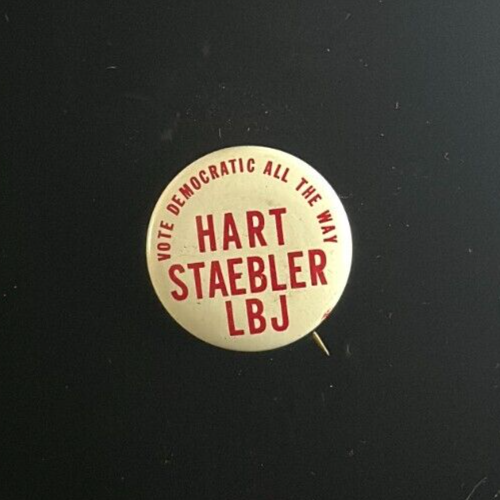 VOTE DEMOCRATIC ALL THE WAY
HART
STAEBLER
LBJ